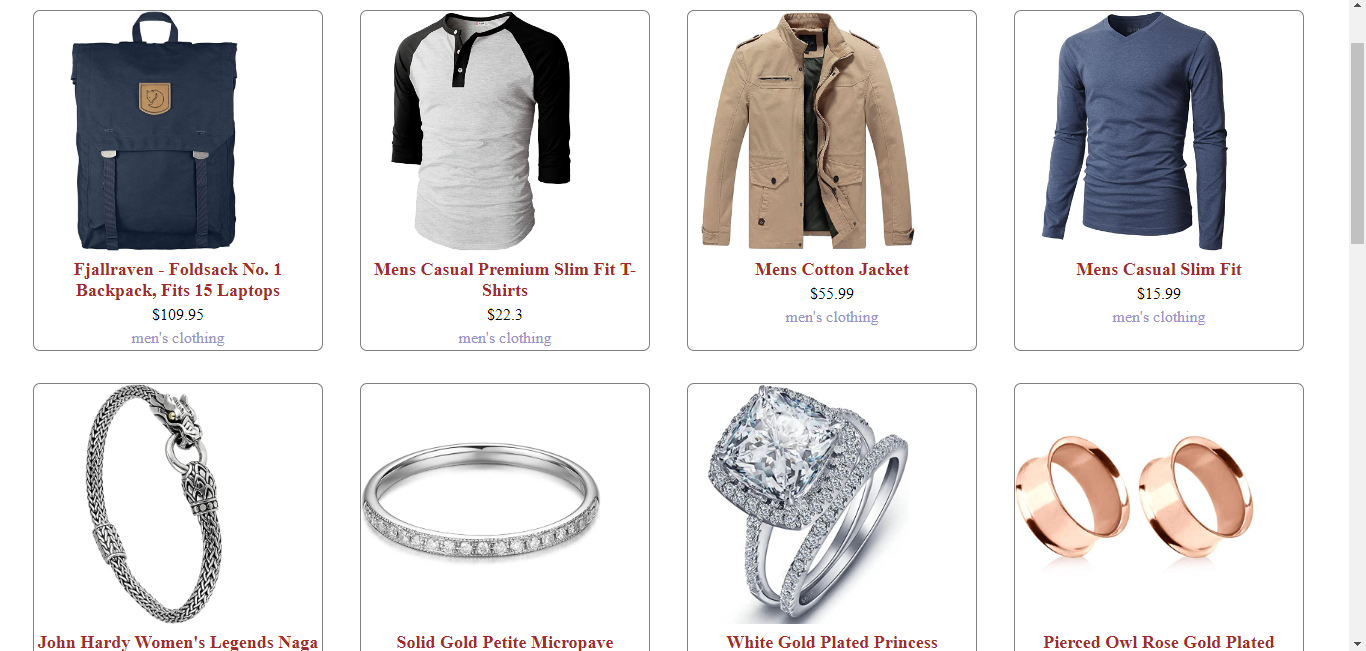 Fjallraven - Foldsack No. 1
Backpack, Fits 15 Laptops
$109.95
men's clothing
Mens Casual Premium Slim Fit T-
Shirts
$22.3
men's clothing
Mens Cotton Jacket
$55.99
men's clothing
Mens Casual Slim Fit
$15.99
men's clothing
John Hardy Women's Legends Naga
Solid Gold Petite Micropave
White Gold Plated Princess
Pierced Owl Rose Gold Plated